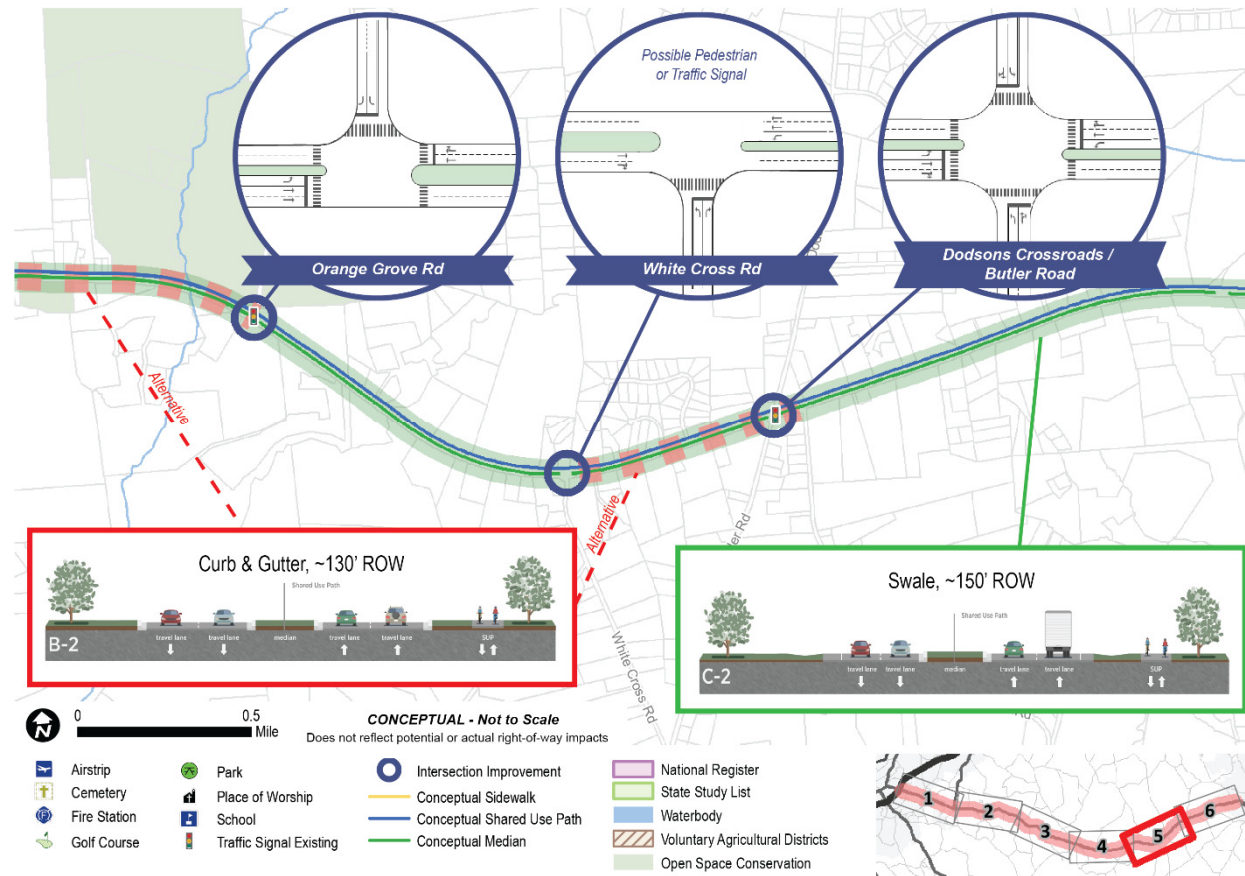 Possible Pedestrian
or Traffic Signal
Orange Grove Rd
White Cross Rd
Dodsons Crossroads /
Butler Road
Alternative
Alternative
Curb & Gutter, ~130' ROW
Shared Use Path
travel lane
travel lane
median
travel lane
travel lane
SUP
B-2
Swale, ~150' ROW
Shared Use Path
travel lane
travel lane
median
travel lane
travel lane
SUP
C-2
White Cross Rd
N
0
0.5
Mile
CONCEPTUAL - Not to Scale
Does not reflect potential or actual right-of-way impacts
Airstrip
Cemetery
Fire Station
Golf Course
Park
Place of Worship
School
Traffic Signal Existing
Intersection Improvement
Conceptual Sidewalk
Conceptual Shared Use Path
Conceptual Median
National Register
State Study List
Waterbody
Voluntary Agricultural Districts
Open Space Conservation
1
2
3
4
5
6